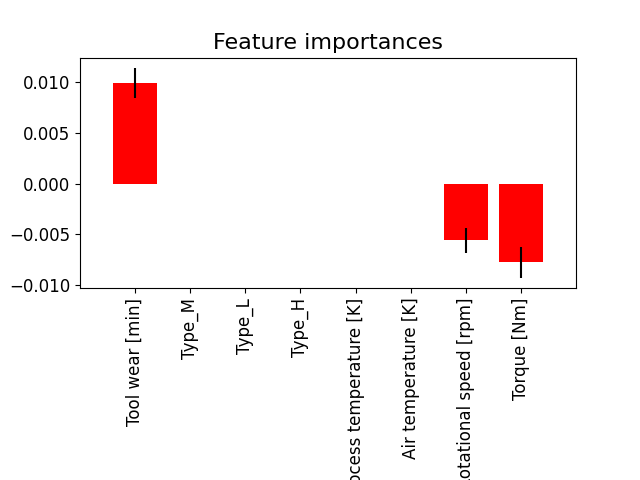 Feature importances
0.010
0.005
0.000
−0.005
−0.010
Tool wear [min]
Type_M
Type_L
Type_H
ocess temperature [K]
Air temperature [K]
otational speed [rpm]
Torque [Nm]